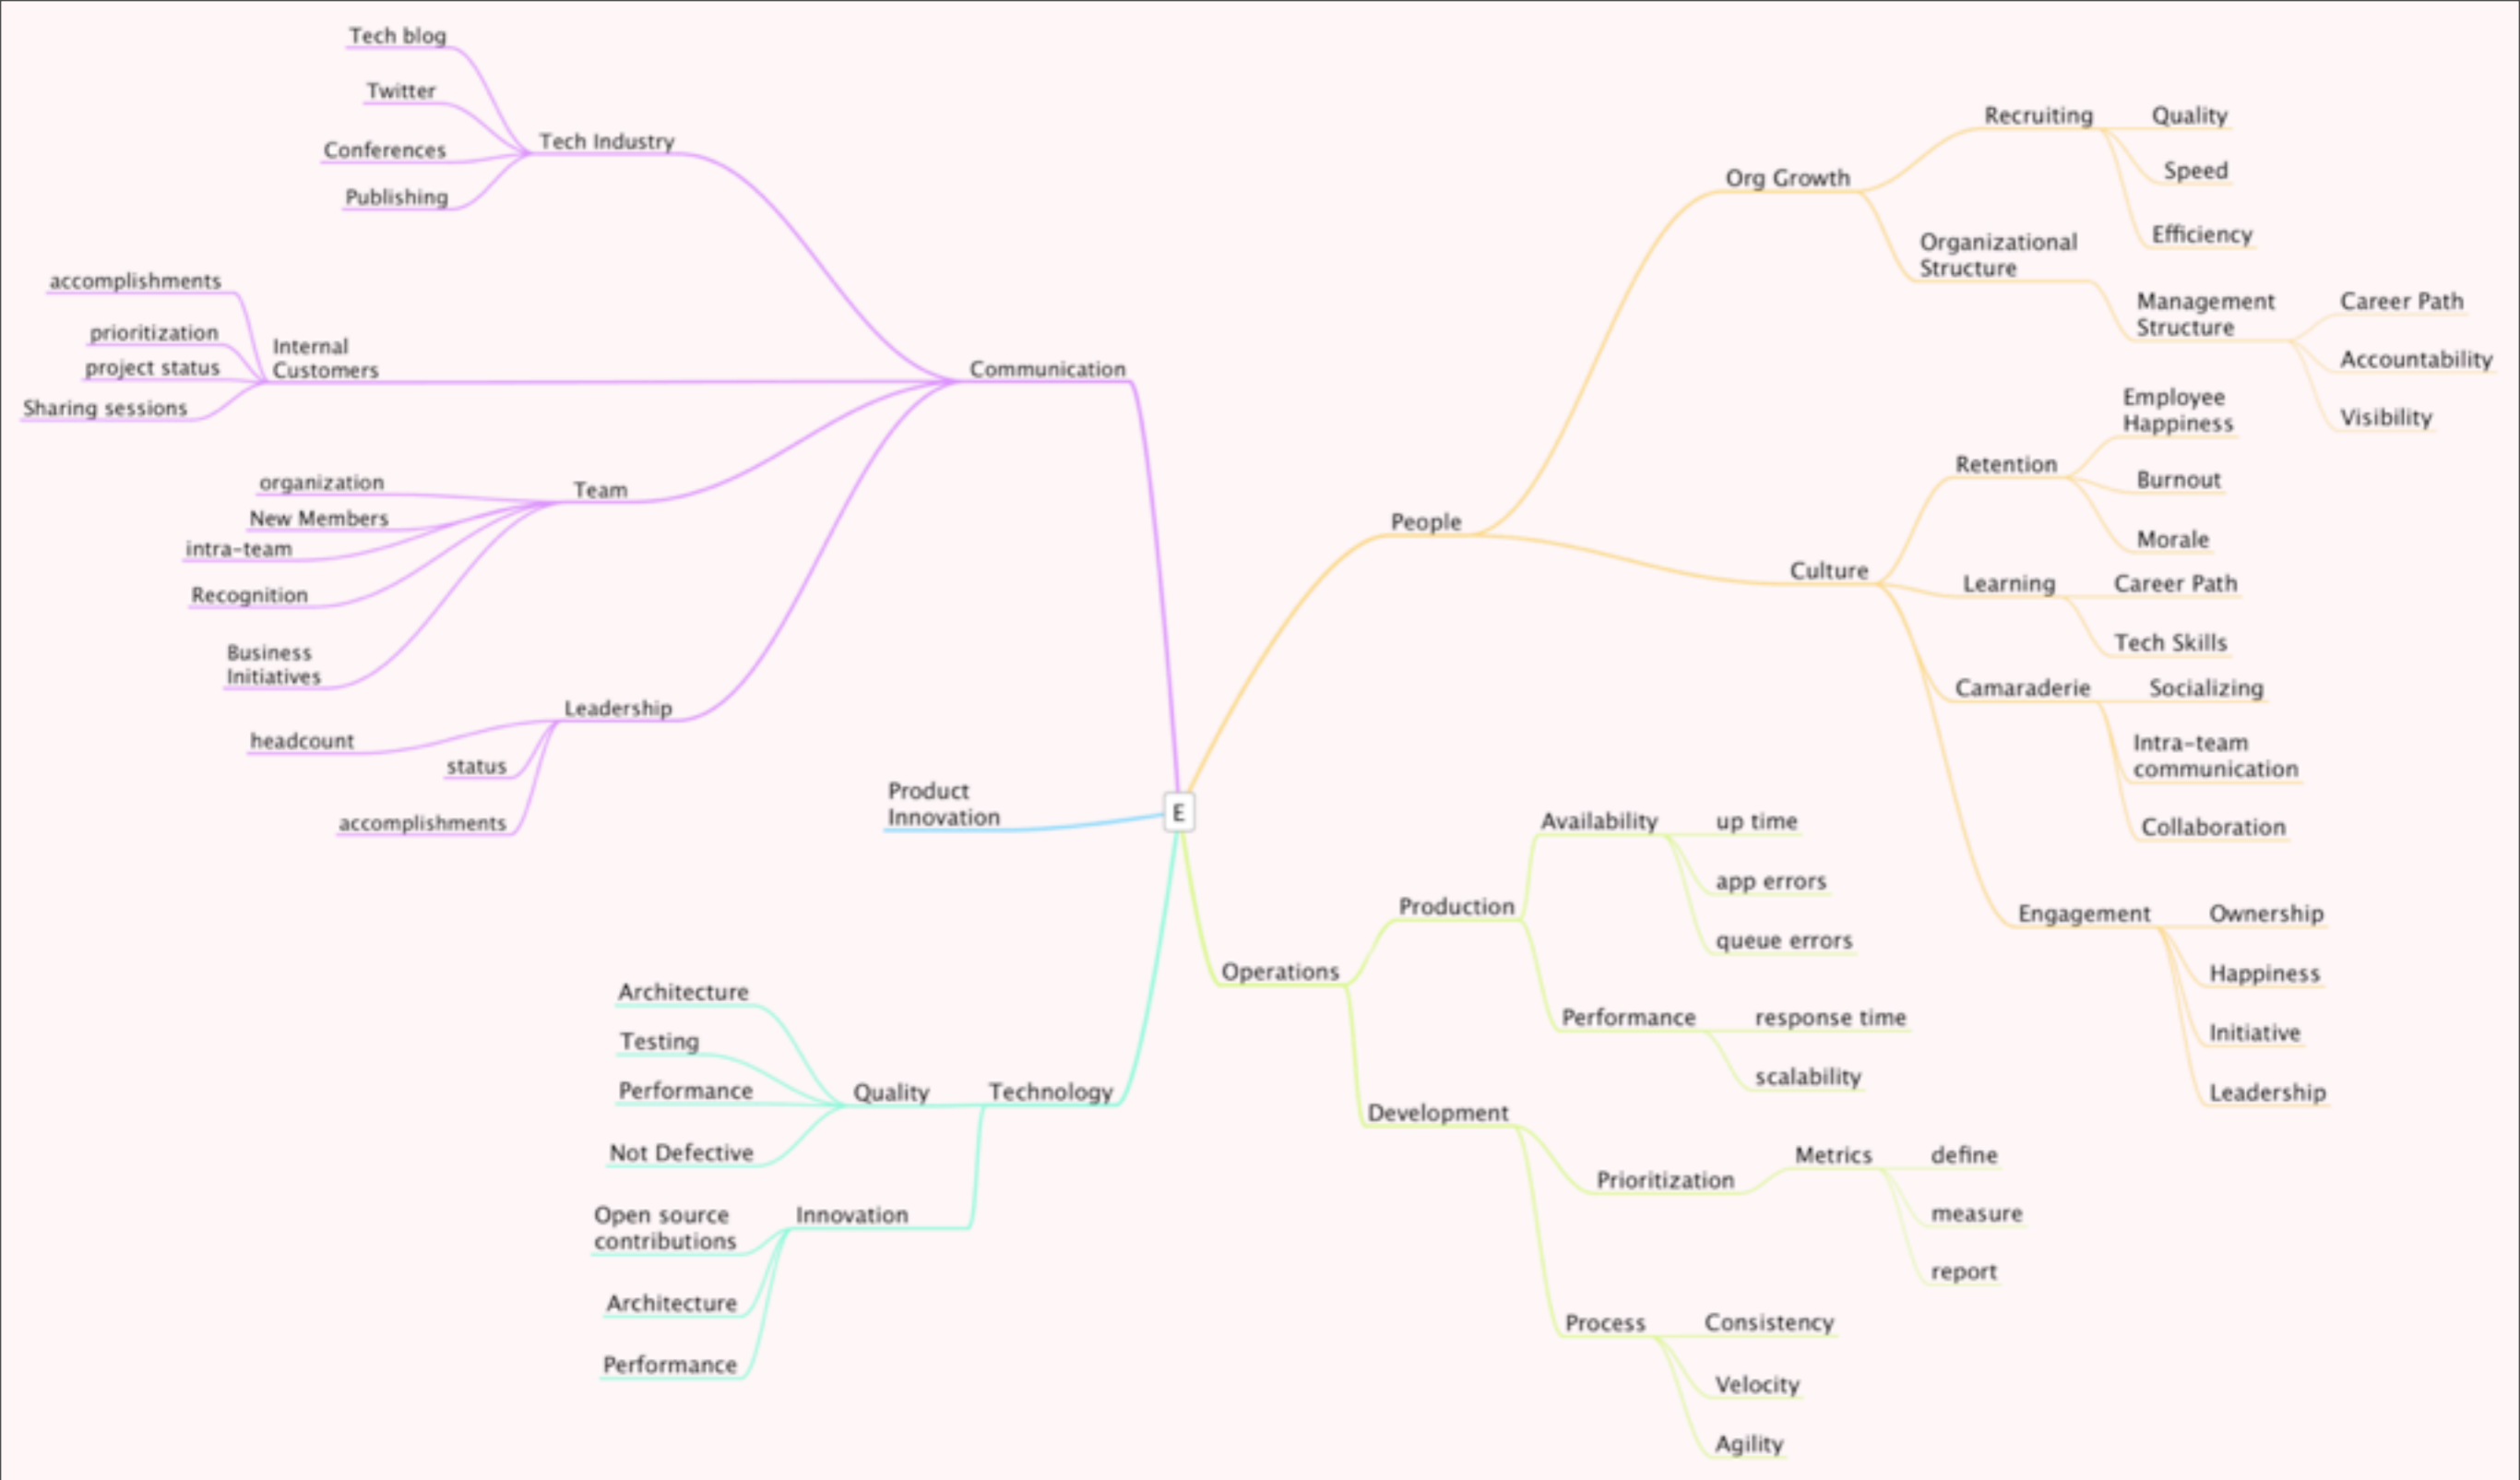 Tech blog
Twitter
Conferences
Publishing
Tech Industry
accomplishments
prioritization
project status
Sharing sessions
Internal
Customers
Communication
organization
New Members
intra-team
Recognition
Business
Initiatives
Team
headcount
status
accomplishments
Leadership
Product
Innovation
E
Architecture
Testing
Performance
Not Defective
Quality
Technology
Open source
contributions
Architecture
Performance
Innovation
People
Org Growth
Recruiting
Quality
Speed
Efficiency
Organizational
Structure
Management
Structure
Career Path
Accountability
Visibility
Culture
Retention
Employee
Happiness
Burnout
Morale
Learning
Career Path
Tech Skills
Camaraderie
Socializing
Intra-team
communication
Collaboration
Engagement
Ownership
Happiness
Initiative
Leadership
Operations
Production
Availability
up time
app errors
queue errors
Performance
response time
scalability
Development
Prioritization
Metrics
define
measure
report
Process
Consistency
Velocity
Agility